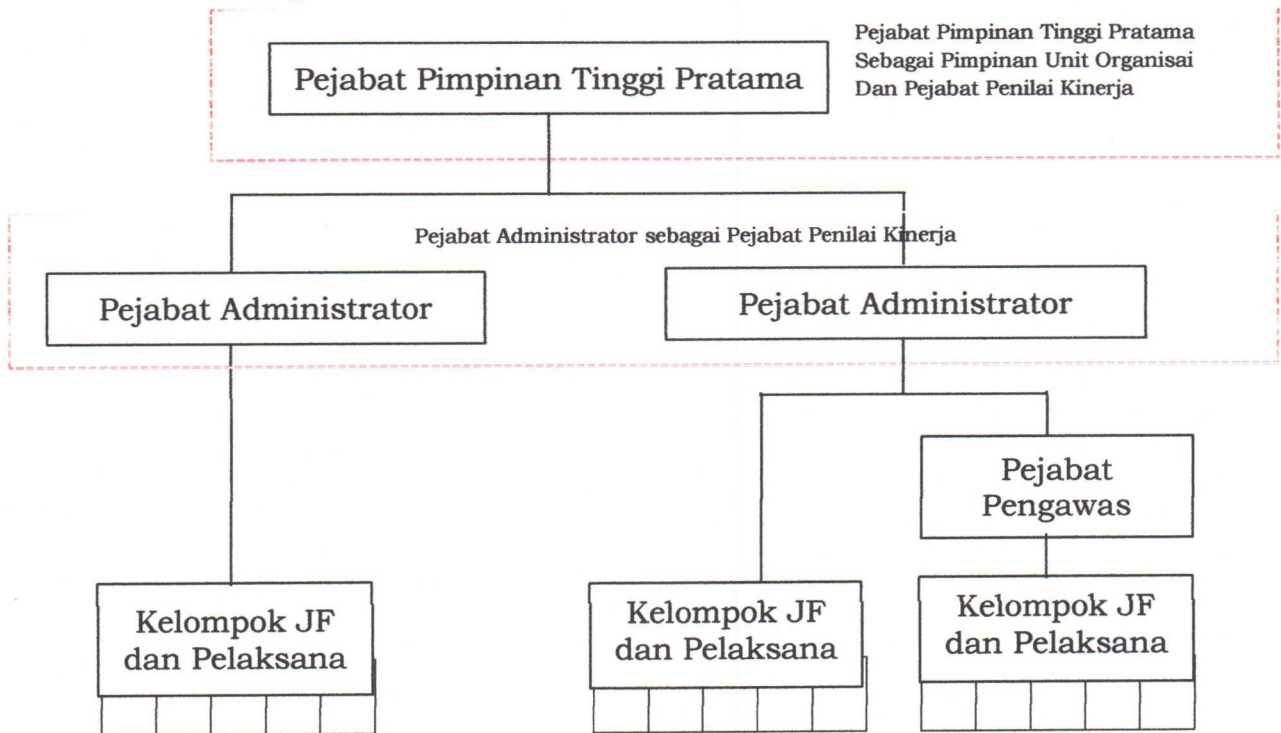 Pejabat Pimpinan Tinggi Pratama
Pejabat Pimpinan Tinggi Pratama
Sebagai Pimpinan Unit Organisai
Dan Pejabat Penilai Kinerja
Pejabat Administrator sebagai Pejabat Penilai Kinerja
Pejabat Administrator
Pejabat Administrator
Pejabat
Pengawas
Kelompok JF
dan Pelaksana
Kelompok JF
dan Pelaksana
Kelompok JF
dan Pelaksana